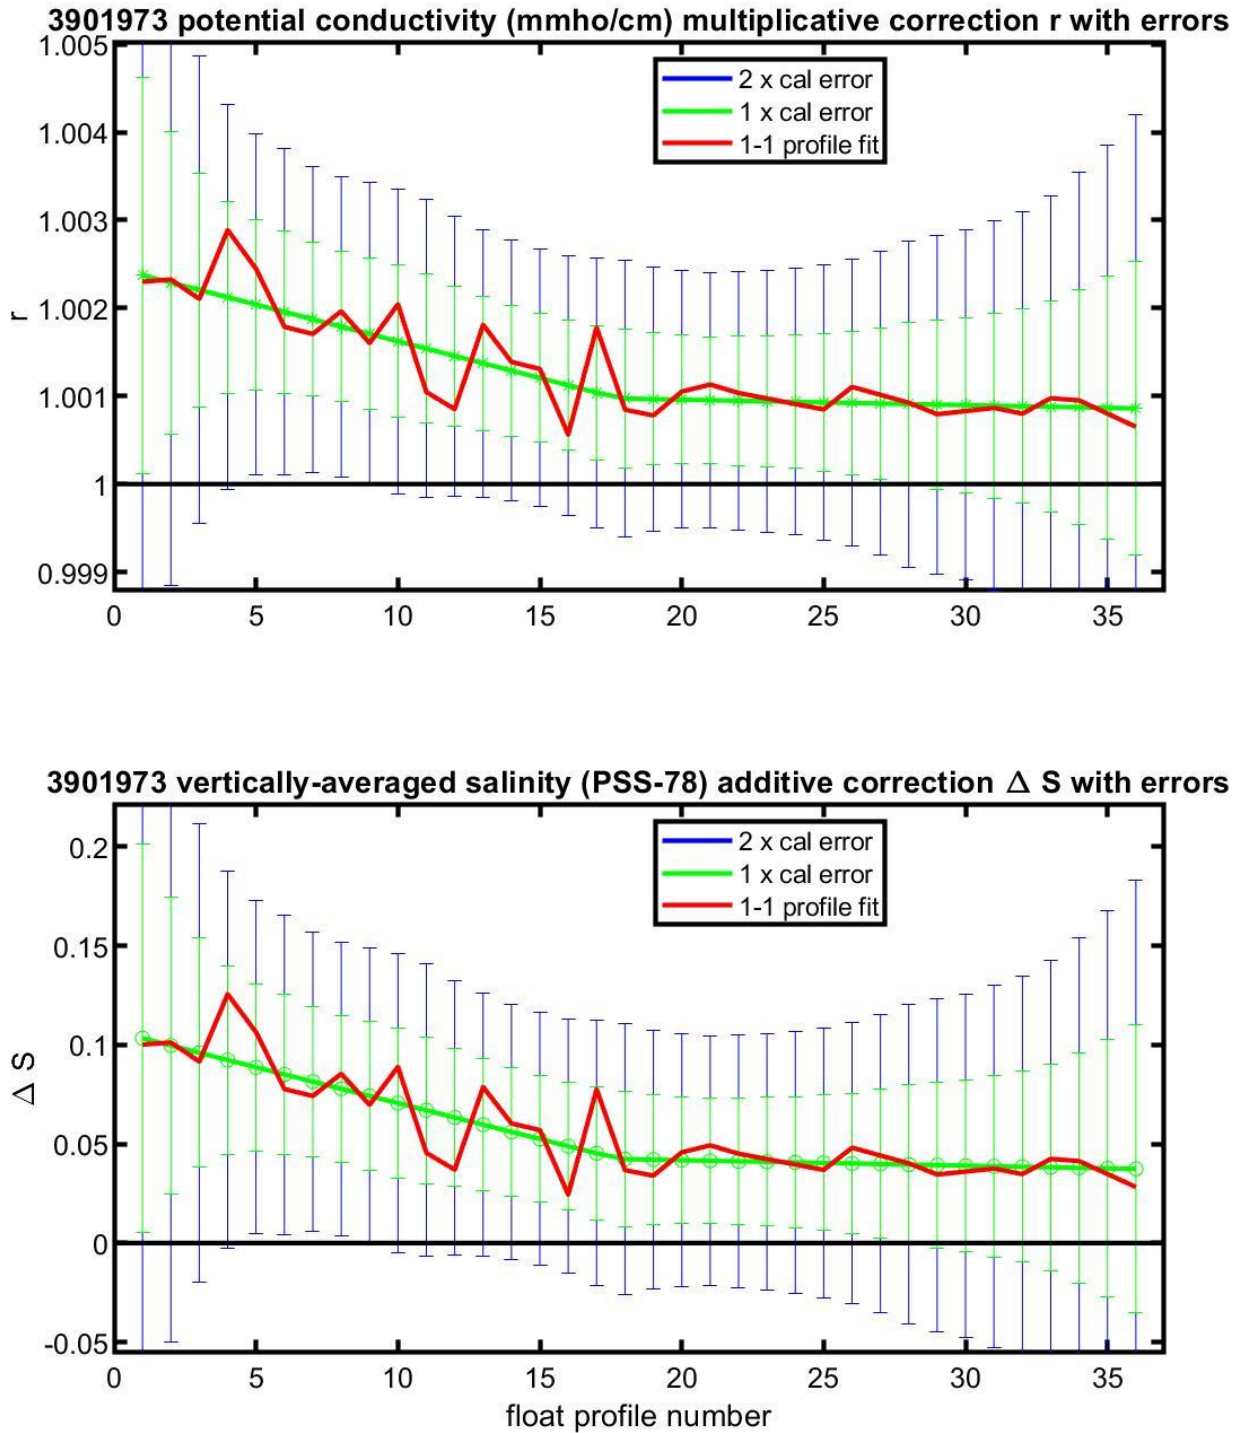 3901973 potential conductivity (mmho/cm) multiplicative correction r with errors
2 x cal error
1 x cal error
1-1 profile fit
r
1.005
1.004
1.003
1.002
1.001
1
0.999
0 5 10 15 20 25 30 35
3901973 vertically-averaged salinity (PSS-78) additive correction Δ S with errors
2 x cal error
1 x cal error
1-1 profile fit
Δ S
0.2
0.15
0.1
0.05
0
-0.05
0 5 10 15 20 25 30 35
float profile number